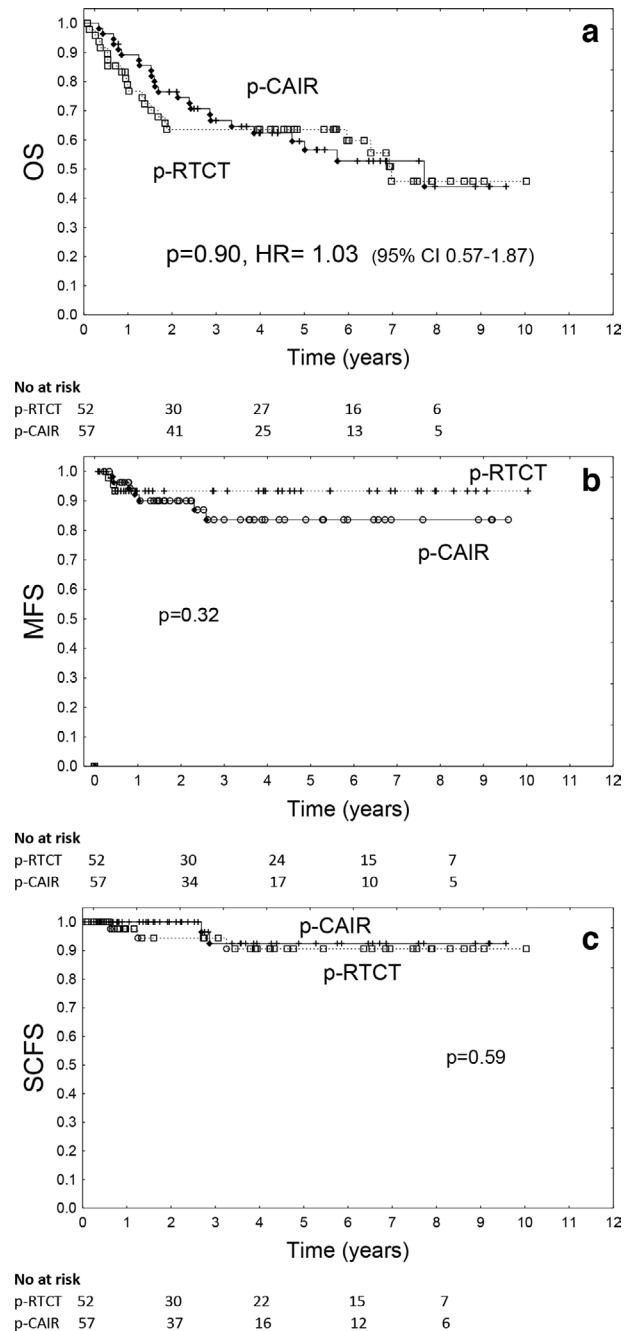 a
1.0
0.9
0.8
0.7
0.6
0.5
0.4
0.3
0.2
0.1
0.0
OS
p-CAIR
p-RTCT
p=0.90, HR= 1.03 (95% CI 0.57-1.87)
0 1 2 3 4 5 6 7 8 9 10 11 12
Time (years)
No at risk
p-RTCT 52 30 27 16 6
p-CAIR 57 41 25 13 5
b
1.0
0.9
0.8
0.7
0.6
0.5
0.4
0.3
0.2
0.1
0.0
MFS
p-RTCT
p-CAIR
p=0.32
0 1 2 3 4 5 6 7 8 9 10 11 12
Time (years)
No at risk
p-RTCT 52 30 24 15 7
p-CAIR 57 34 17 10 5
c
1.0
0.9
0.8
0.7
0.6
0.5
0.4
0.3
0.2
0.1
0.0
SCFS
p-CAIR
p-RTCT
p=0.59
0 1 2 3 4 5 6 7 8 9 10 11 12
Time (years)
No at risk
p-RTCT 52 30 22 15 7
p-CAIR 57 37 16 12 6